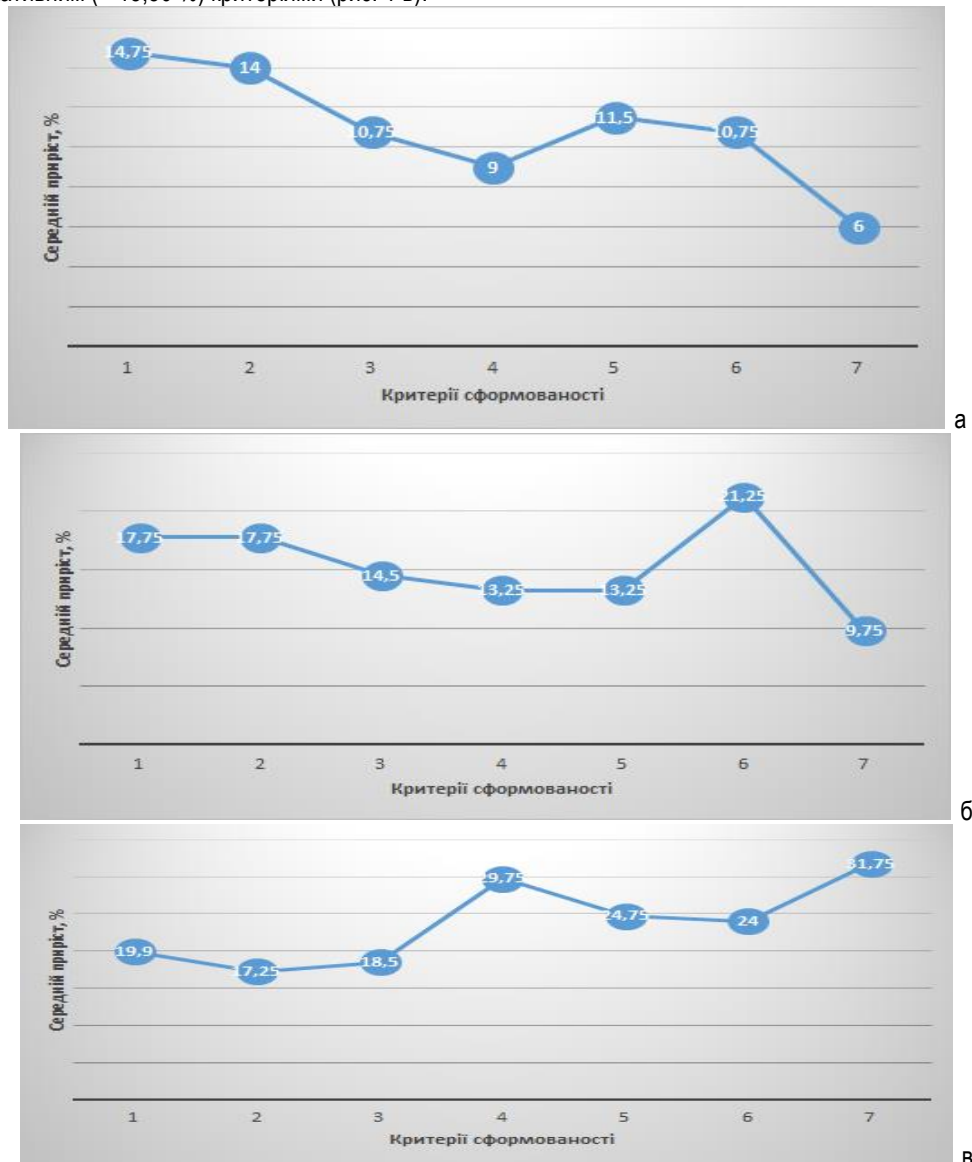 14,75
14
10,75
9
11,5
10,75
6
Середній приріст, %
1 2 3 4 5 6 7
Критерії сформованості
а
17,75
17,75
14,5
13,25
13,25
21,25
9,75
Середній приріст, %
1 2 3 4 5 6 7
Критерії сформованості
б
19,9
17,25
18,5
29,75
24,75
24
31,75
Середній приріст, %
1 2 3 4 5 6 7
Критерії сформованості
в